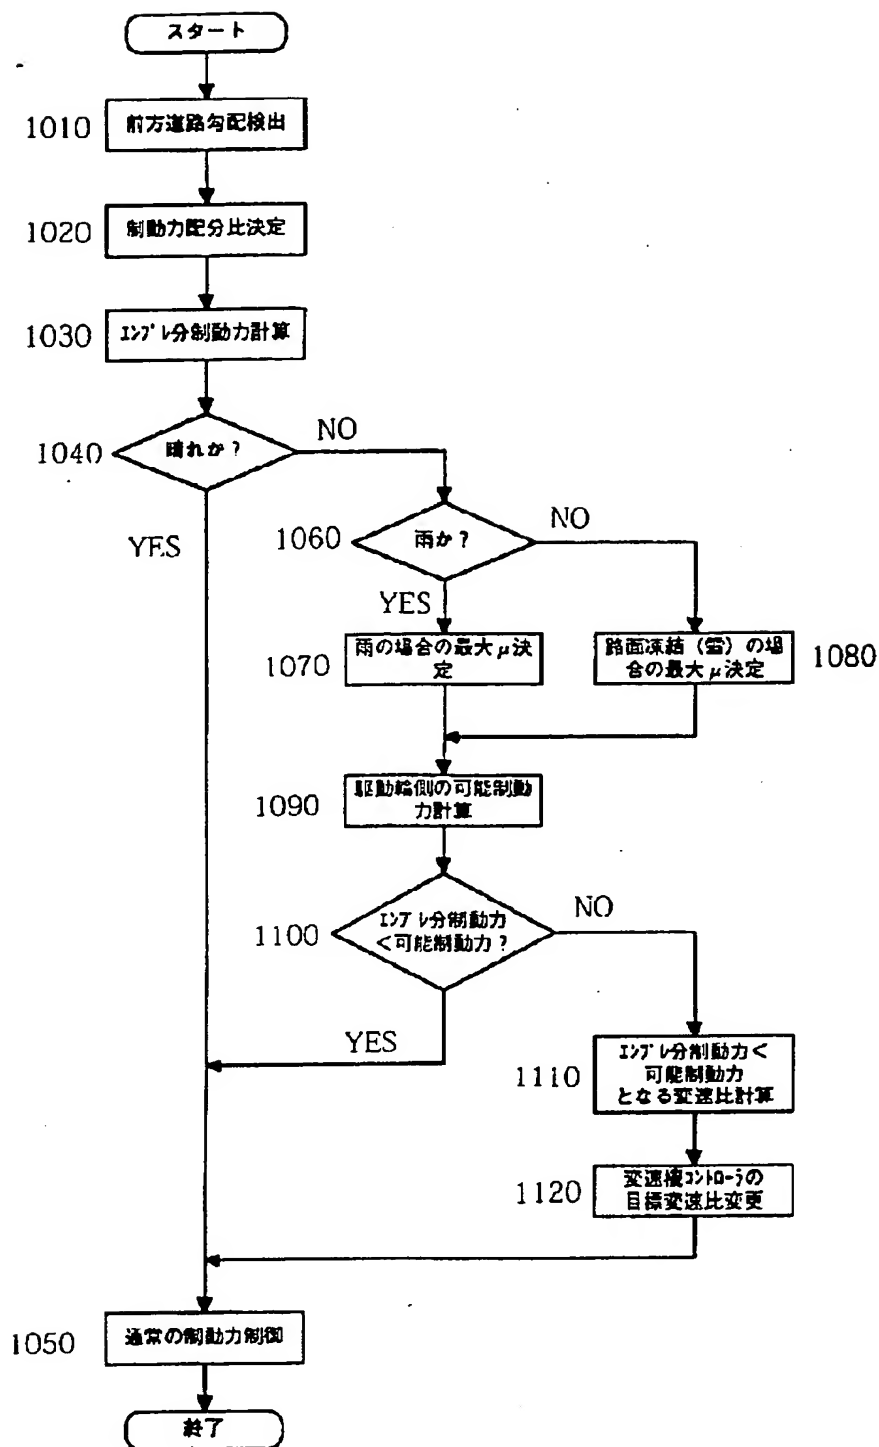 スタート
1010
前方道路勾配検出
1020
制動力配分比決定
1030
エンブレ分制動力計算
1040
晴れか?
NO
YES
1060
雨か?
NO
YES
1070
雨の場合の最大μ決
定
路面凍結(雪)の場
合の最大μ決定
1080
1090
駆動輪側の可能制動
力計算
1100
エンブレ分制動力
<可能制動力?
NO
YES
1110
エンブレ分制動力<
可能制動力
となる変速比計算
1120
変速機コントローラの
目標変速比変更
1050
通常の制動力制御
終了